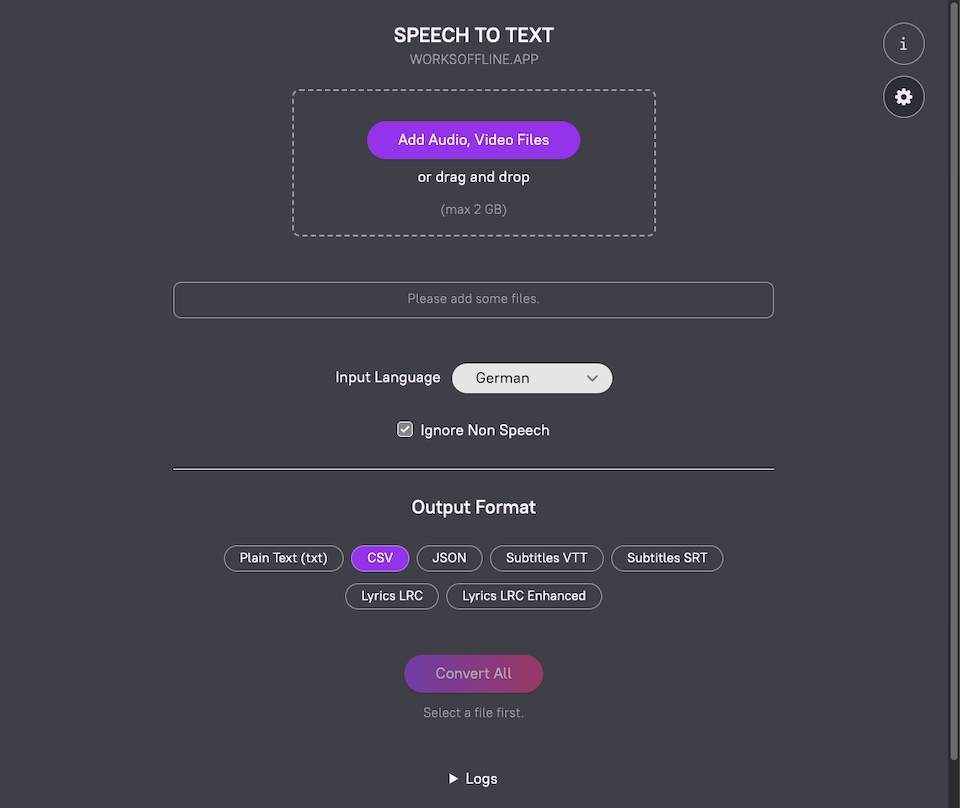 SPEECH TO TEXT
WORKSOFFLINE.APP
i
Add Audio, Video Files
or drag and drop
(max 2 GB)
Please add some files.
Input Language German
Ignore Non Speech
Output Format
Plain Text (txt) CSV JSON Subtitles VTT Subtitles SRT
Lyrics LRC Lyrics LRC Enhanced
Convert All
Select a file first.
Logs